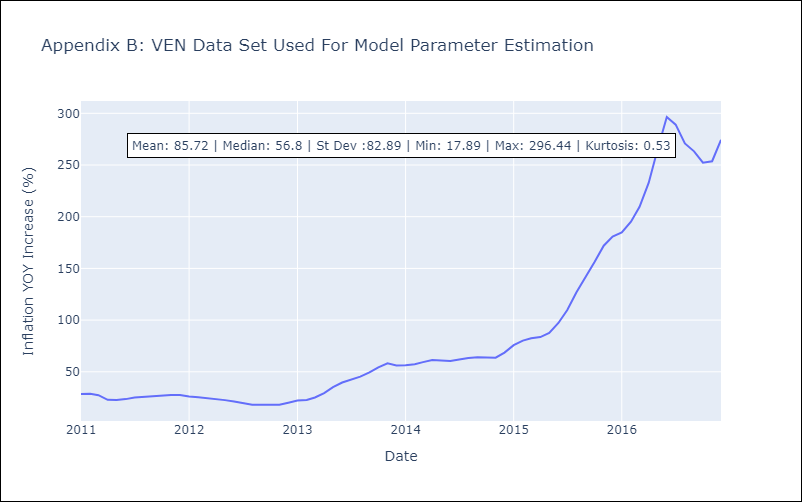 Appendix B: VEN Data Set Used For Model Parameter Estimation
300
Mean: 85.72 | Median: 56.8 | St Dev :82.89 | Min: 17.89 | Max: 296.44 | Kurtosis: 0.53
250
200
150
100
50
Inflation YOY Increase (%)
2011 2012 2013 2014 2015 2016
Date